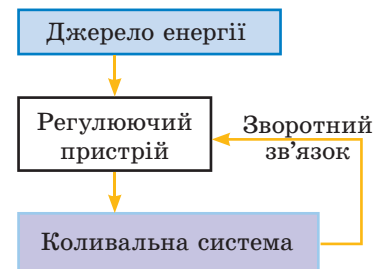 Джерело енергії
Регулюючий
пристрій
Зворотний
зв’язок
Коливальна система